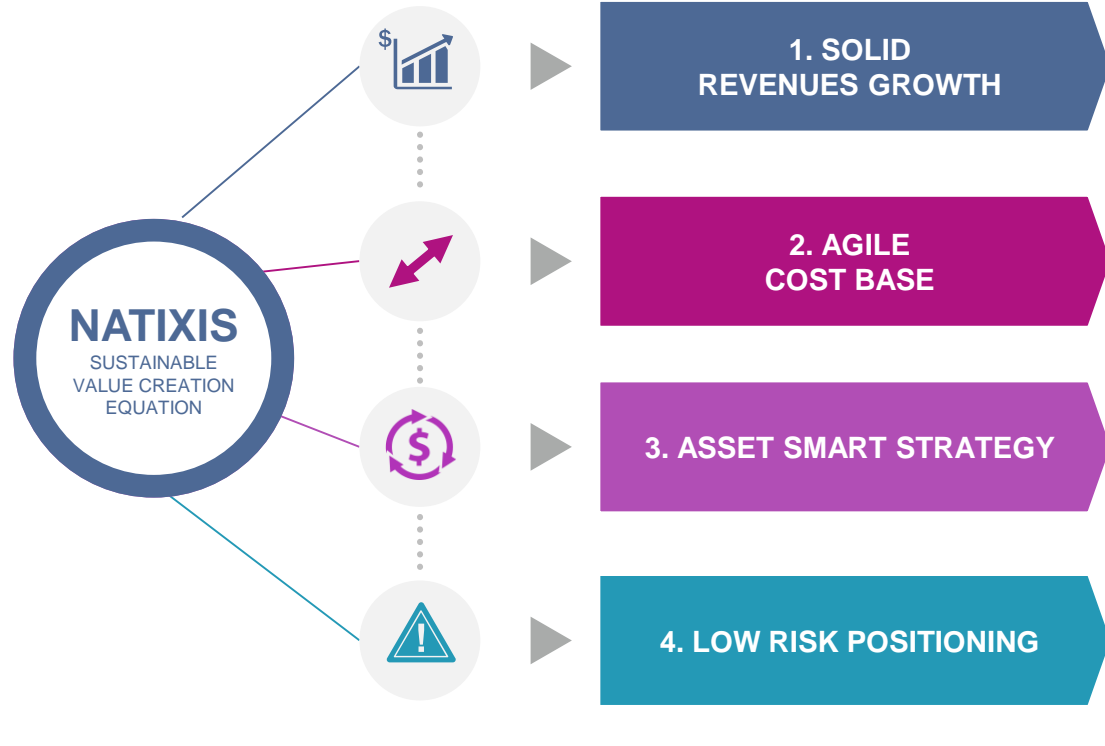 $
1. SOLID
REVENUES GROWTH
2. AGILE
COST BASE
NATIXIS
SUSTAINABLE
VALUE CREATION
EQUATION
$
3. ASSET SMART STRATEGY
!
4. LOW RISK POSITIONING